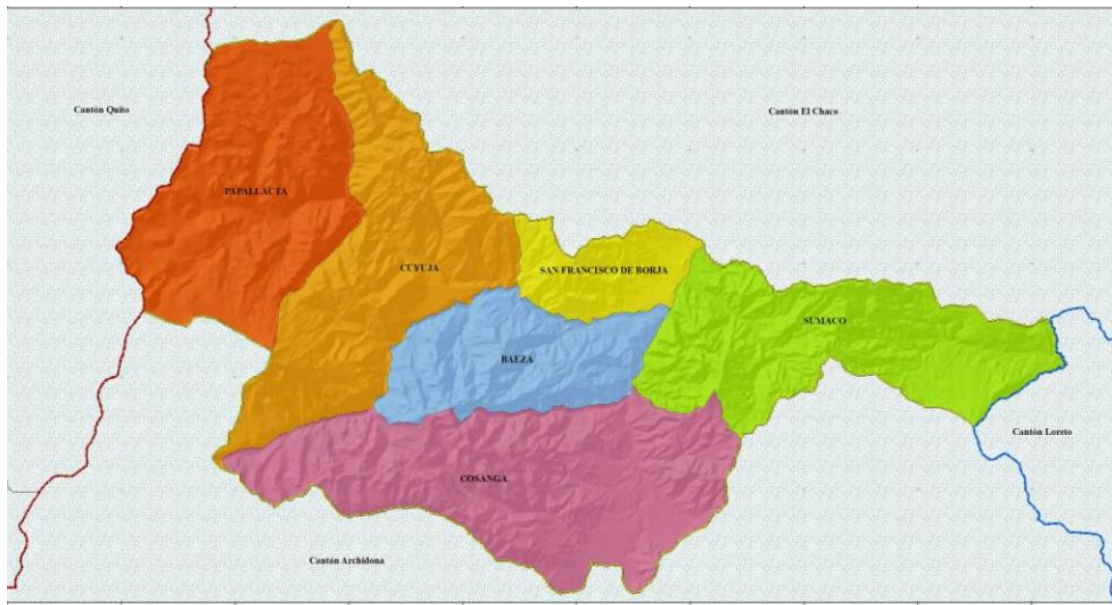 Cantón Quito
Cantón El Chaco
PAPALLACTA
CUYUJA
SAN FRANCISCO DE BORJA
SUMACO
BAEZA
Cantón Loreto
COSANGA
Cantón Archidona